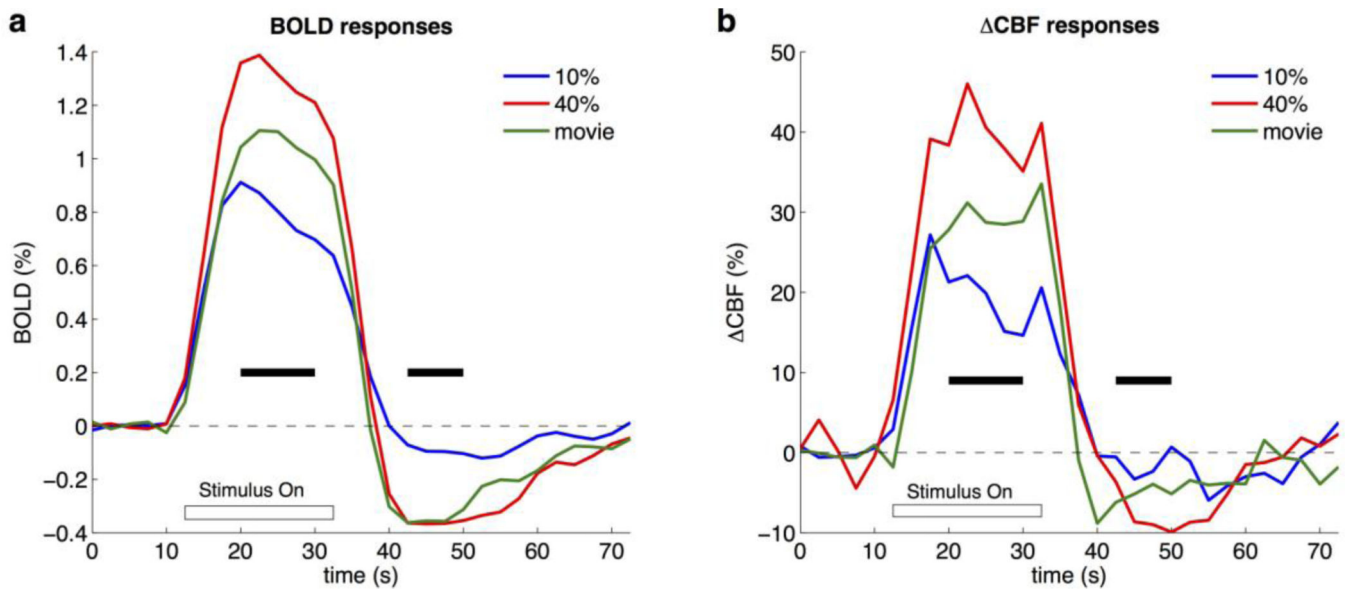 a
BOLD responses
BOLD (%)
1.4
1.2
1
0.8
0.6
0.4
0.2
0
−0.2
−0.4
10%
40%
movie
Stimulus On
0 10 20 30 40 50 60 70
time (s)
b
ΔCBF responses
ΔCBF (%)
50
40
30
20
10
0
−10
10%
40%
movie
Stimulus On
0 10 20 30 40 50 60 70
time (s)